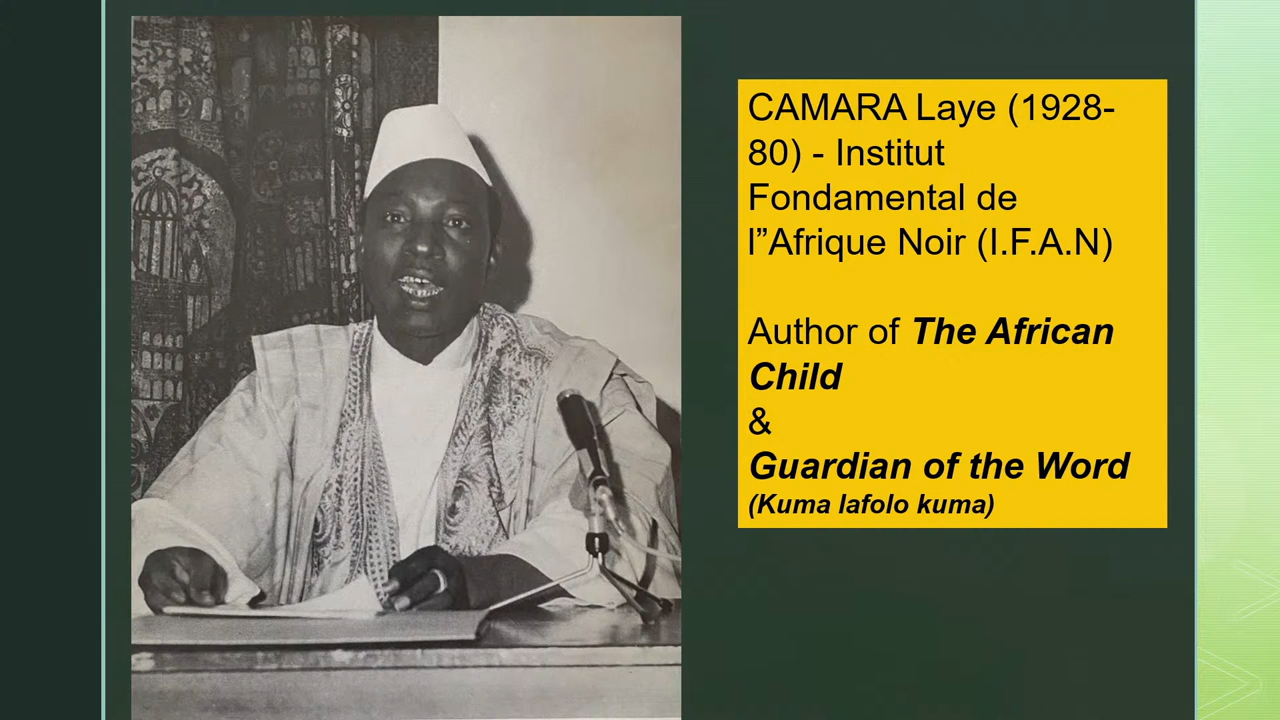 CAMARA Laye (1928-
80) - Institut
Fondamental de
l”Afrique Noir (I.F.A.N)
Author of The African
Child
&
Guardian of the Word
(Kuma lafolo kuma)